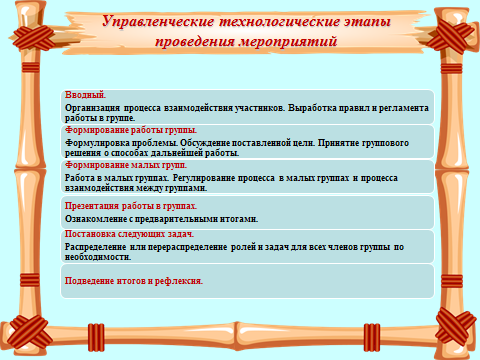 Управленческие технологические этапы
проведения мероприятий
Вводный.
Организация процесса взаимодействия участников. Выработка правил и регламента
работы в группе.
Формирование работы группы.
Формулировка проблемы. Обсуждение поставленной цели. Принятие группового
решения о способах дальнейшей работы.
Формирование малых групп.
Работа в малых группах. Регулирование процесса в малых группах и процесса
взаимодействия между группами.
Презентация работы в группах.
Ознакомление с предварительными итогами.
Постановка следующих задач.
Распределение или перераспределение ролей и задач для всех членов группы по
необходимости.
Подведение итогов и рефлексия.